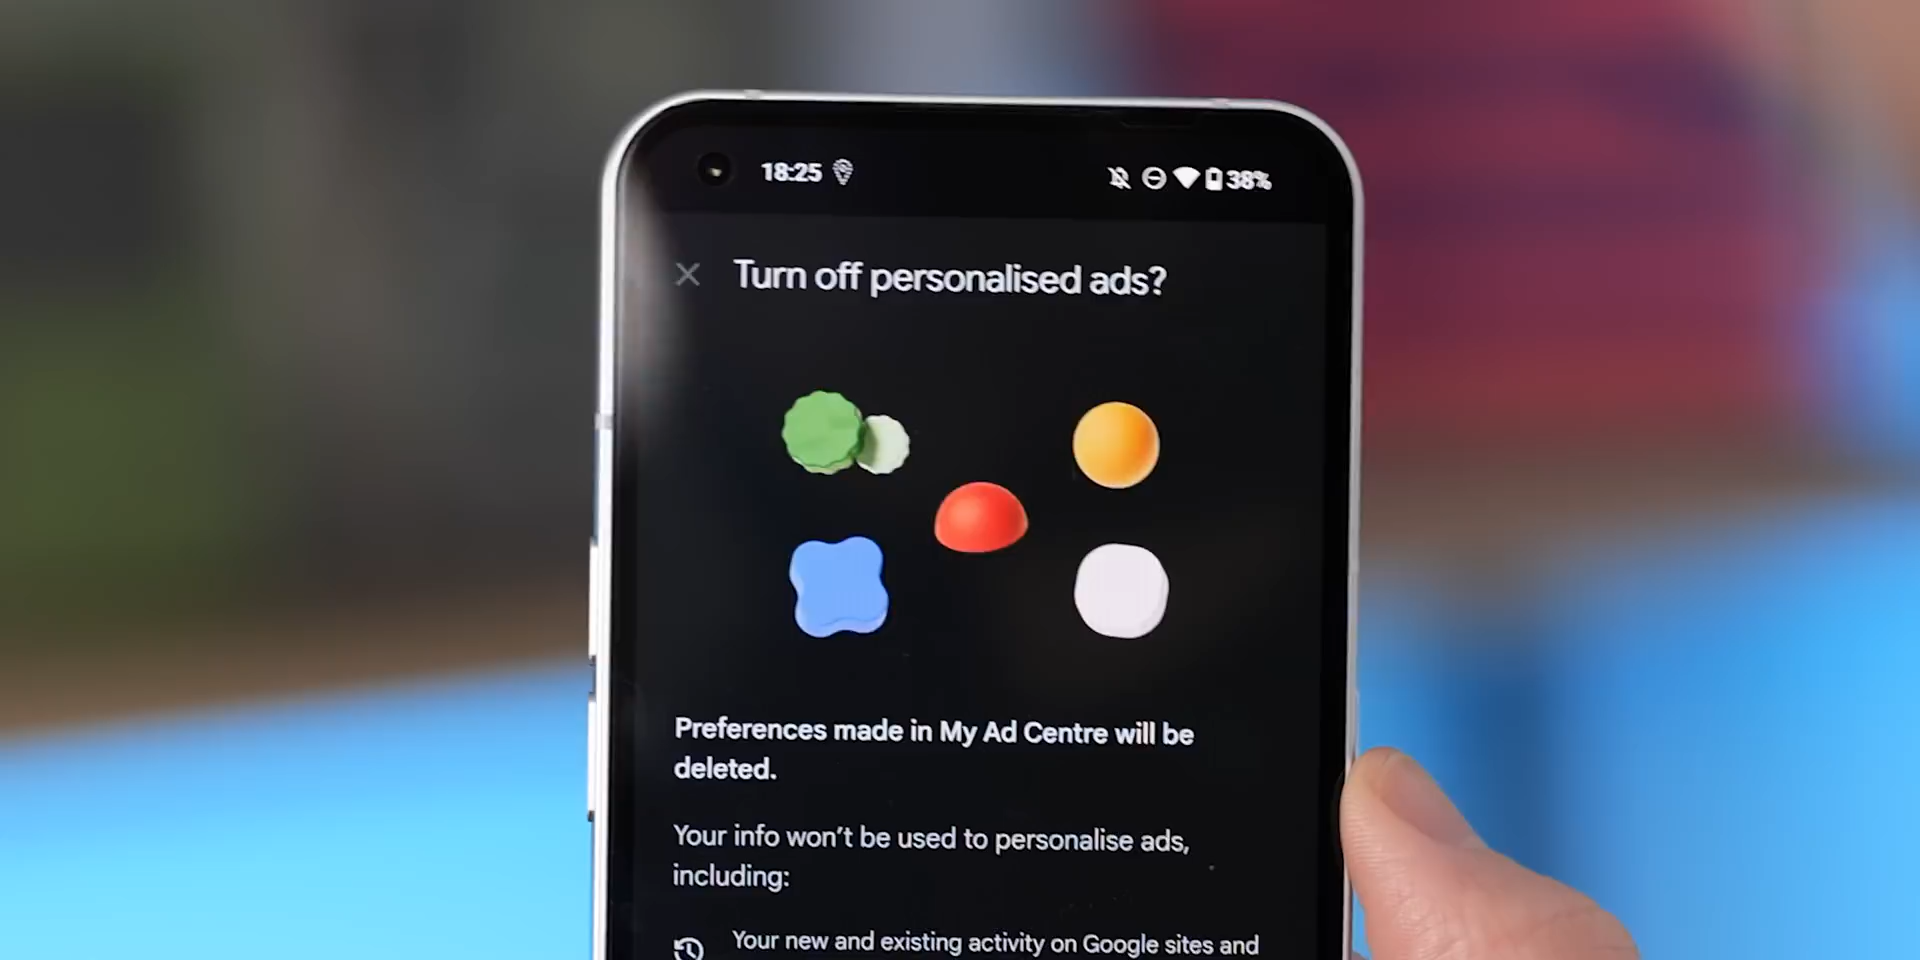 18:25
38%
Turn off personalised ads?
Preferences made in My Ad Centre will be
deleted.
Your info won't be used to personalise ads,
including:
Your new and existing activity on Google sites and